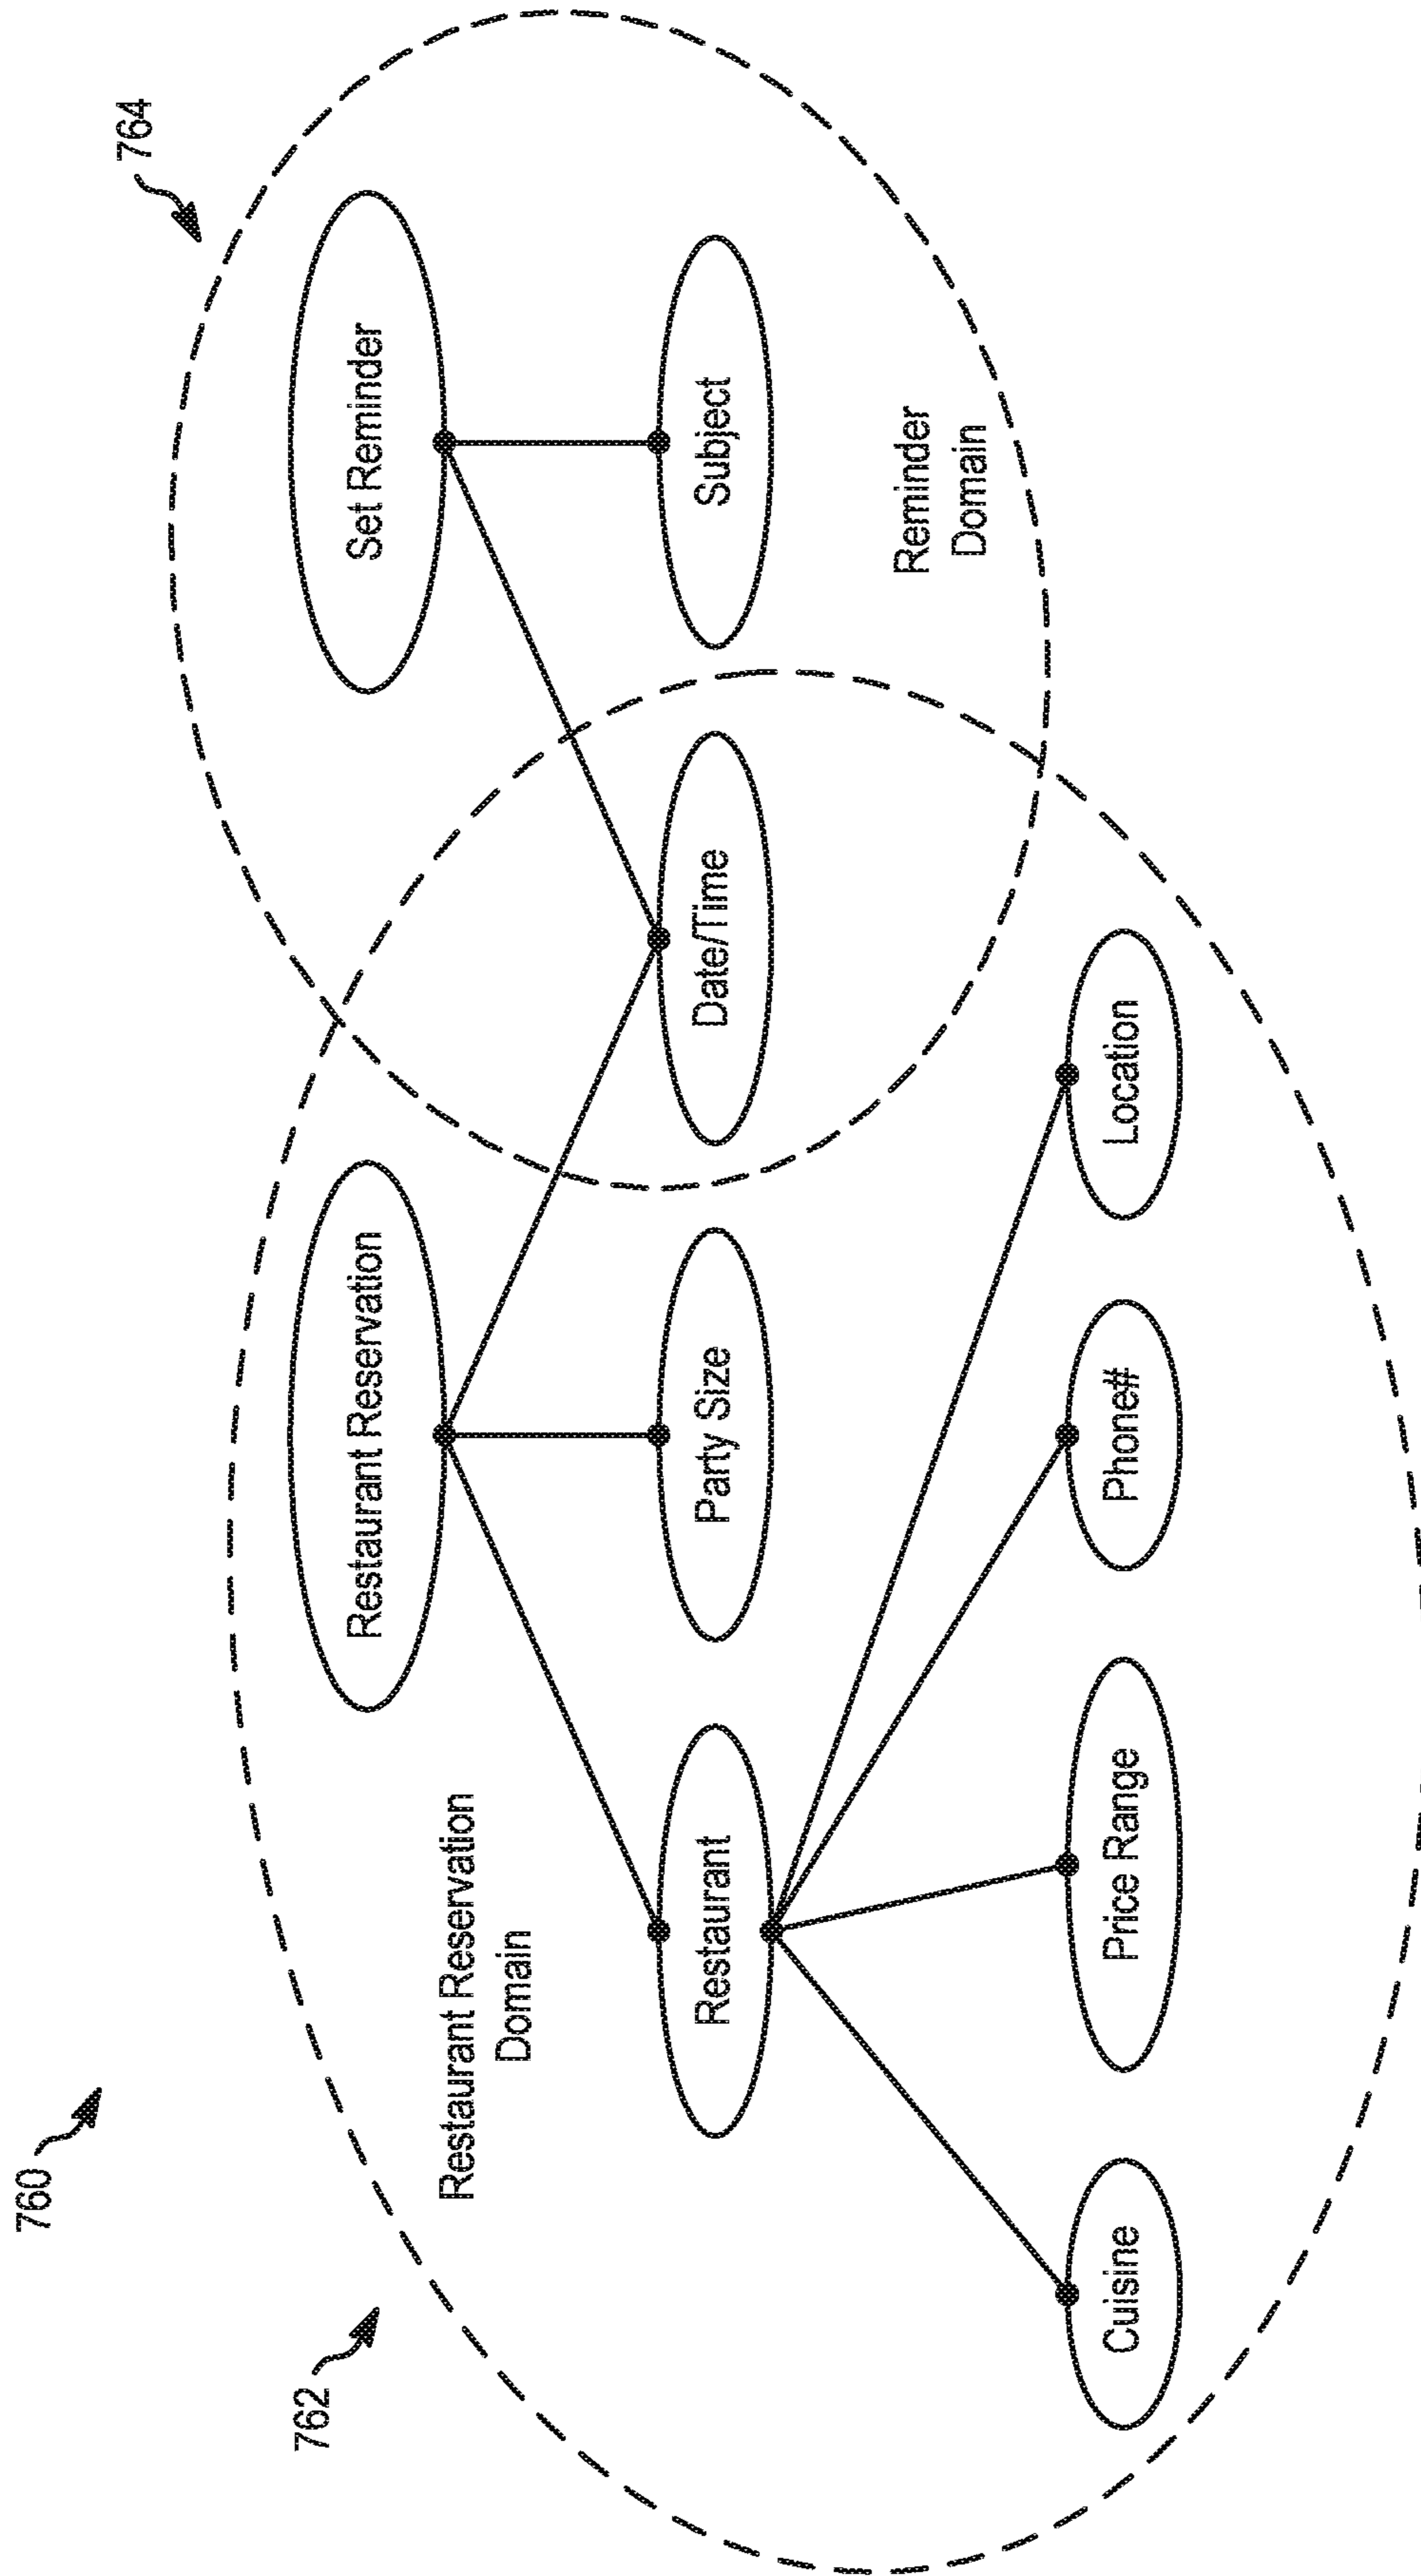 760
762
764
Restaurant Reservation
Domain
Restaurant Reservation
Set Reminder
Restaurant
Party Size
Date/Time
Subject
Reminder
Domain
Cuisine
Price Range
Phone#
Location